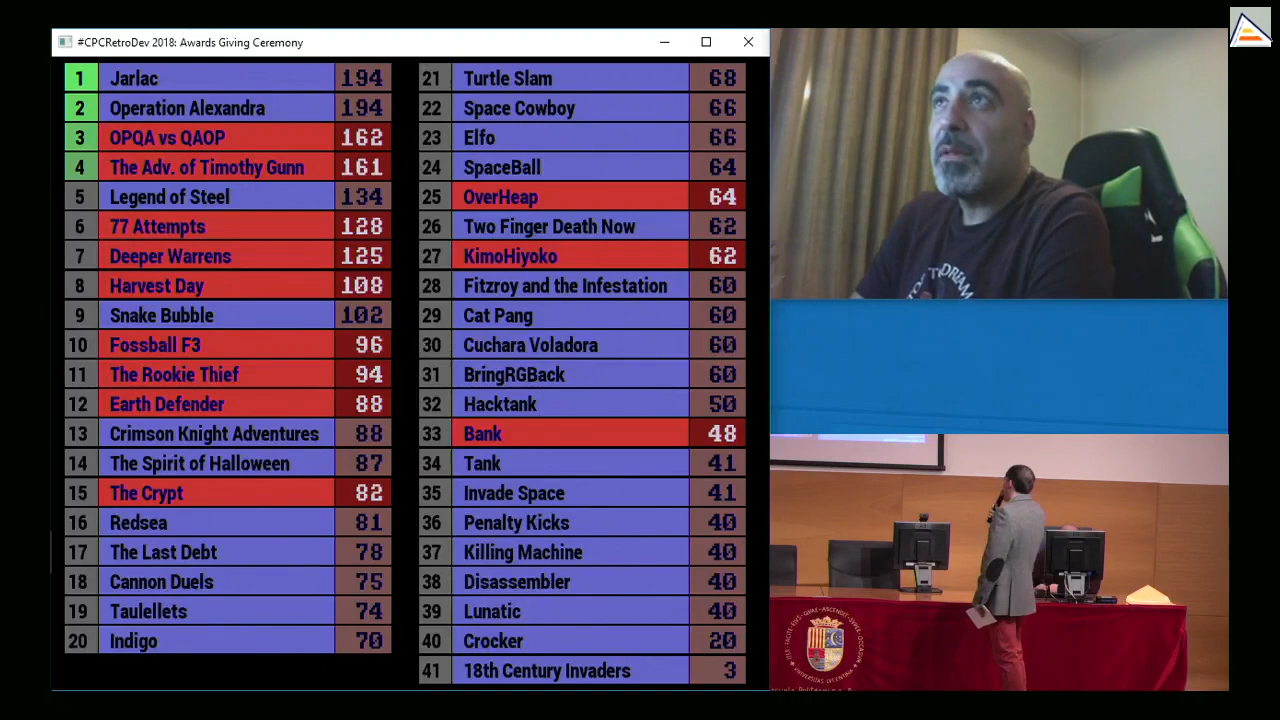 #CPCRetroDev 2018: Awards Giving Ceremony
1 Jarlac 194
2 Operation Alexandra 194
3 OPQA vs QAOP 162
4 The Adv. of Timothy Gunn 161
5 Legend of Steel 134
6 77 Attempts 128
7 Deeper Warrens 125
8 Harvest Day 108
9 Snake Bubble 102
10 Fossball F3 96
11 The Rookie Thief 94
12 Earth Defender 88
13 Crimson Knight Adventures 88
14 The Spirit of Halloween 87
15 The Crypt 82
16 Redsea 81
17 The Last Debt 78
18 Cannon Duels 75
19 Taulellets 74
20 Indigo 70
21 Turtle Slam 68
22 Space Cowboy 66
23 Elfo 66
24 SpaceBall 64
25 OverHeap 64
26 Two Finger Death Now 62
27 KimoHiyoko 62
28 Fitzroy and the Infestation 60
29 Cat Pang 60
30 Cuchara Voladora 60
31 BringRGBack 60
32 Hacktank 50
33 Bank 48
34 Tank 41
35 Invade Space 41
36 Penalty Kicks 40
37 Killing Machine 40
38 Disassembler 40
39 Lunatic 40
40 Crocker 20
41 18th Century Invaders 3